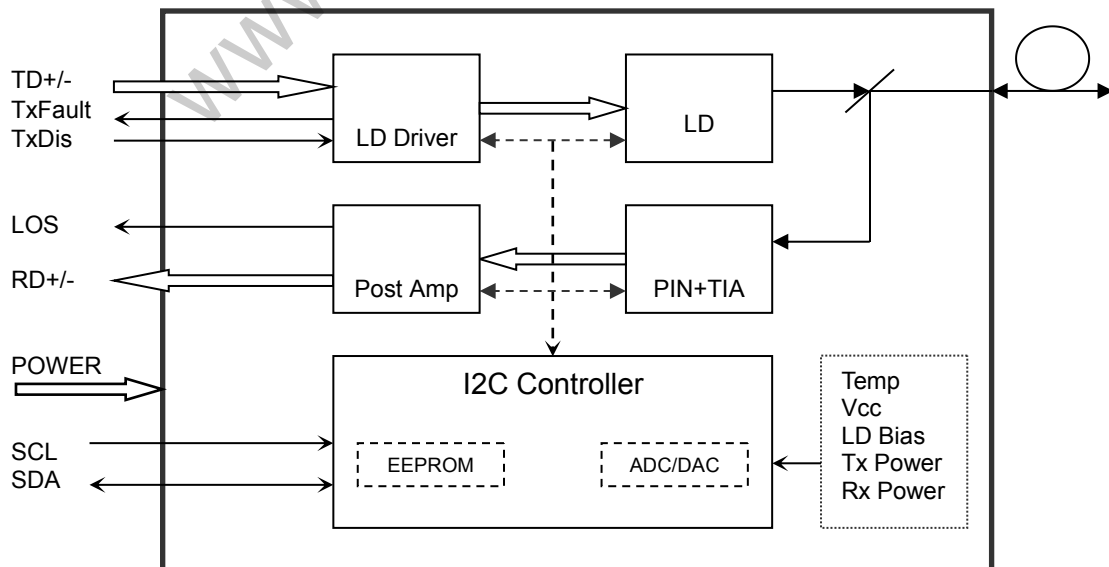 www
TD+/-
TxFault
TxDis
LD Driver
LD
LOS
RD+/-
Post Amp
PIN+TIA
POWER
I2C Controller
SCL
SDA
EEPROM
ADC/DAC
Temp
Vcc
LD Bias
Tx Power
Rx Power